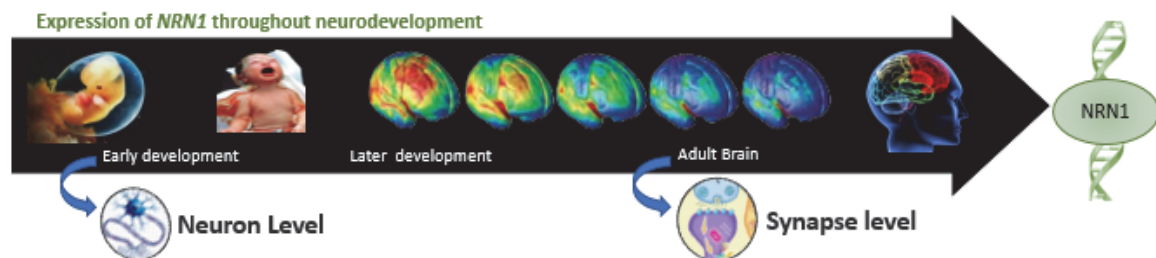 Expression of NRN1 throughout neurodevelopment
NRN1
Early development
Later development
Adult Brain
Neuron Level
Synapse level